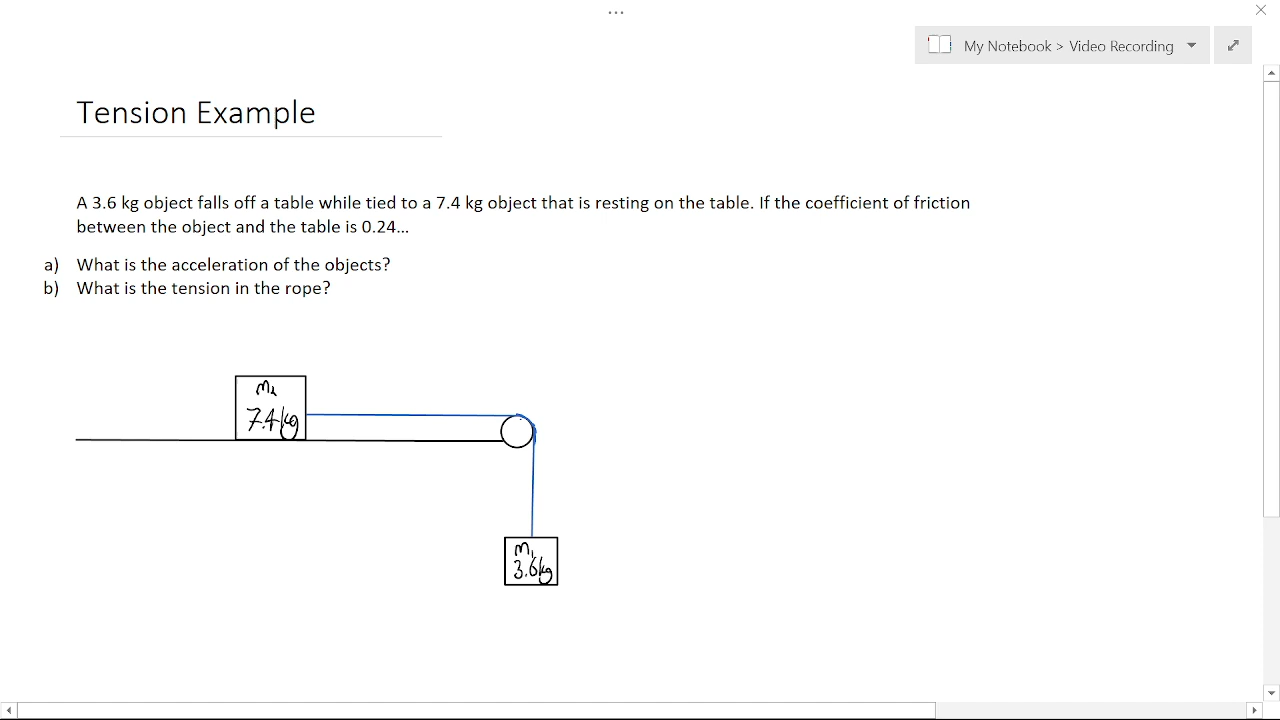 ...
My Notebook > Video Recording
Tension Example
A 3.6 kg object falls off a table while tied to a 7.4 kg object that is resting on the table. If the coefficient of friction
between the object and the table is 0.24...
a) What is the acceleration of the objects?
b) What is the tension in the rope?
m₂
7.4kg
m₁
3.6kg